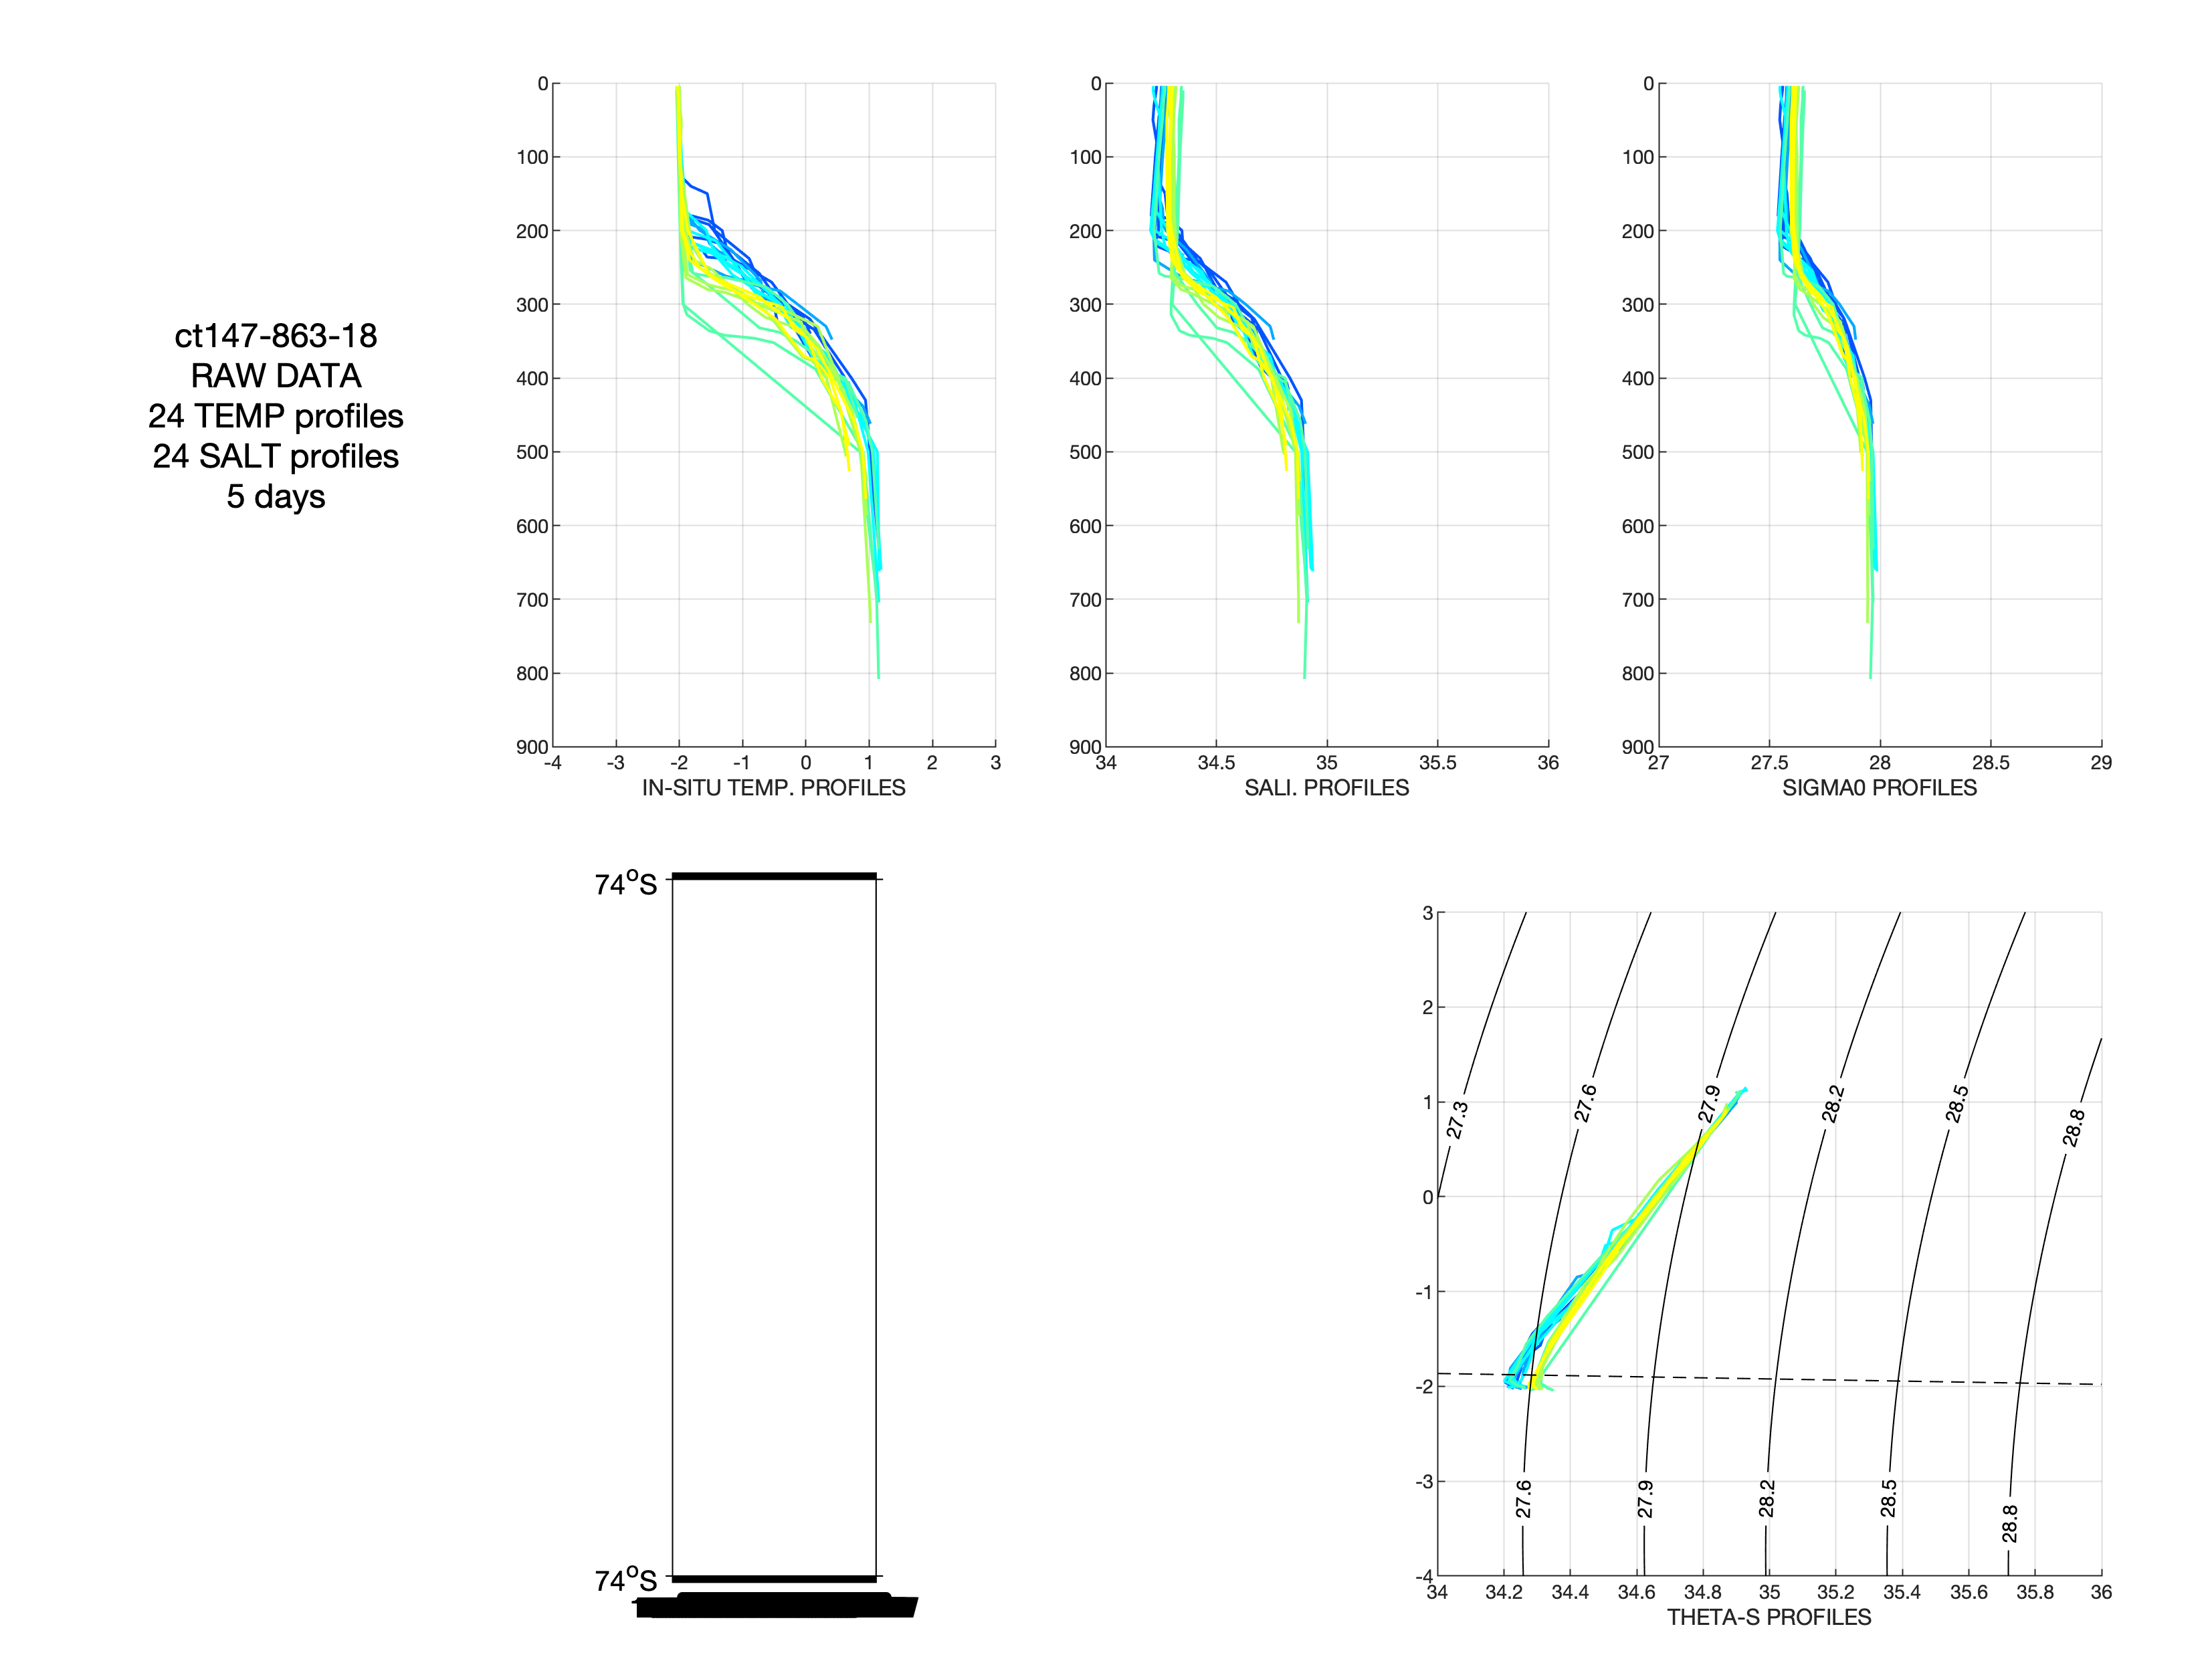 ct147-863-18
RAW DATA
24 TEMP profiles
24 SALT profiles
5 days
0
100
200
300
400
500
600
700
800
900
-4 -3 -2 -1 0 1 2 3
IN-SITU TEMP. PROFILES
0
100
200
300
400
500
600
700
800
900
34 34.5 35 35.5 36
SALI. PROFILES
0
100
200
300
400
500
600
700
800
900
27 27.5 28 28.5 29
SIGMA0 PROFILES
74°S
74°S
3
2
1
0
-1
-2
-3
-4
27.3 27.6 27.9 28.2 28.5 28.8
27.6 27.9 28.2 28.5 28.8
34 34.2 34.4 34.6 34.8 35 35.2 35.4 35.6 35.8 36
THETA-S PROFILES